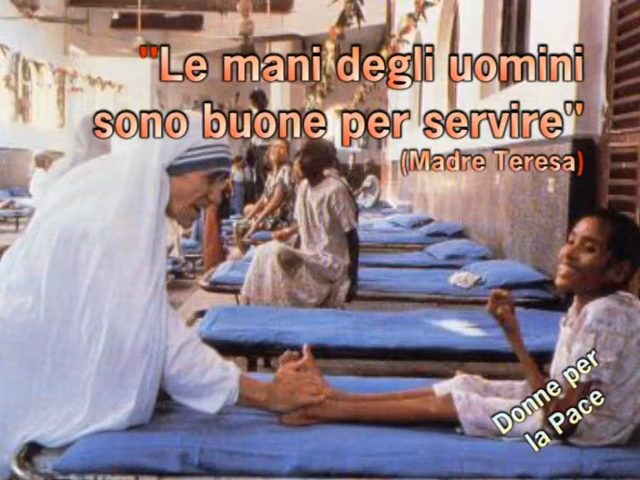 "Le mani degli uomini
sono buone per servire"
(Madre Teresa)
Donne per
la Pace